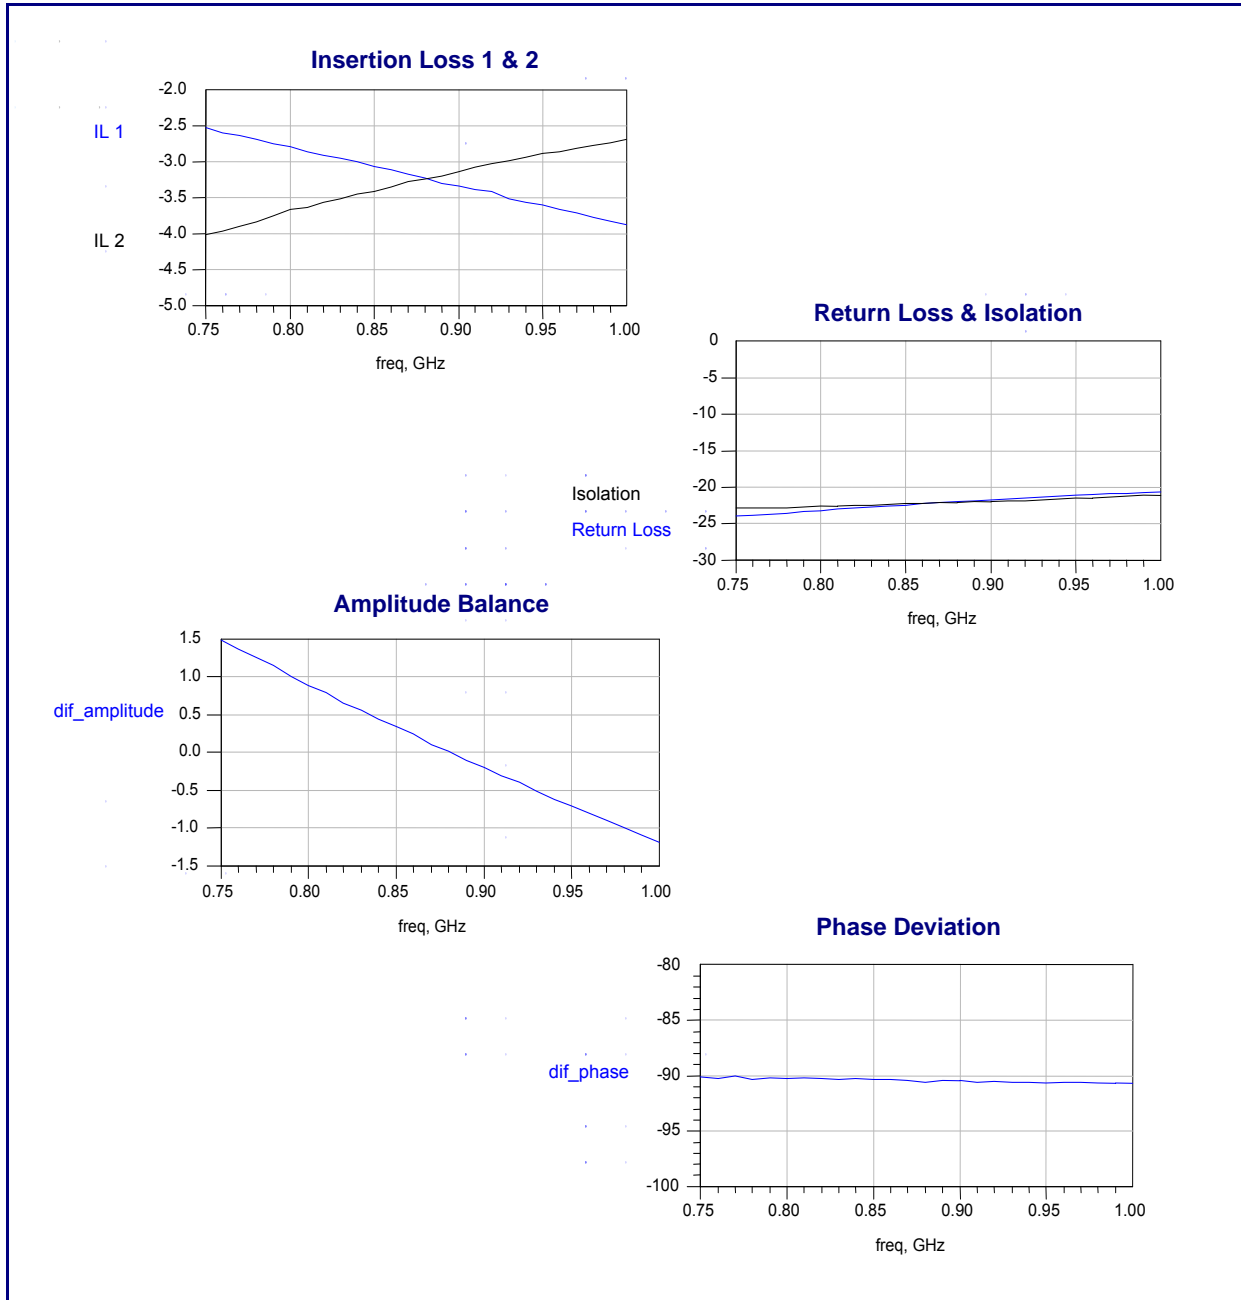 Insertion Loss 1 & 2
-2.0
-2.5
-3.0
-3.5
-4.0
-4.5
-5.0
IL 1
IL 2
0.75 0.80 0.85 0.90 0.95 1.00
freq, GHz
Return Loss & Isolation
0
-5
-10
-15
-20
-25
-30
Isolation
Return Loss
0.75 0.80 0.85 0.90 0.95 1.00
freq, GHz
Amplitude Balance
1.5
1.0
0.5
0.0
-0.5
-1.0
-1.5
dif_amplitude
0.75 0.80 0.85 0.90 0.95 1.00
freq, GHz
Phase Deviation
-80
-85
-90
-95
-100
dif_phase
0.75 0.80 0.85 0.90 0.95 1.00
freq, GHz